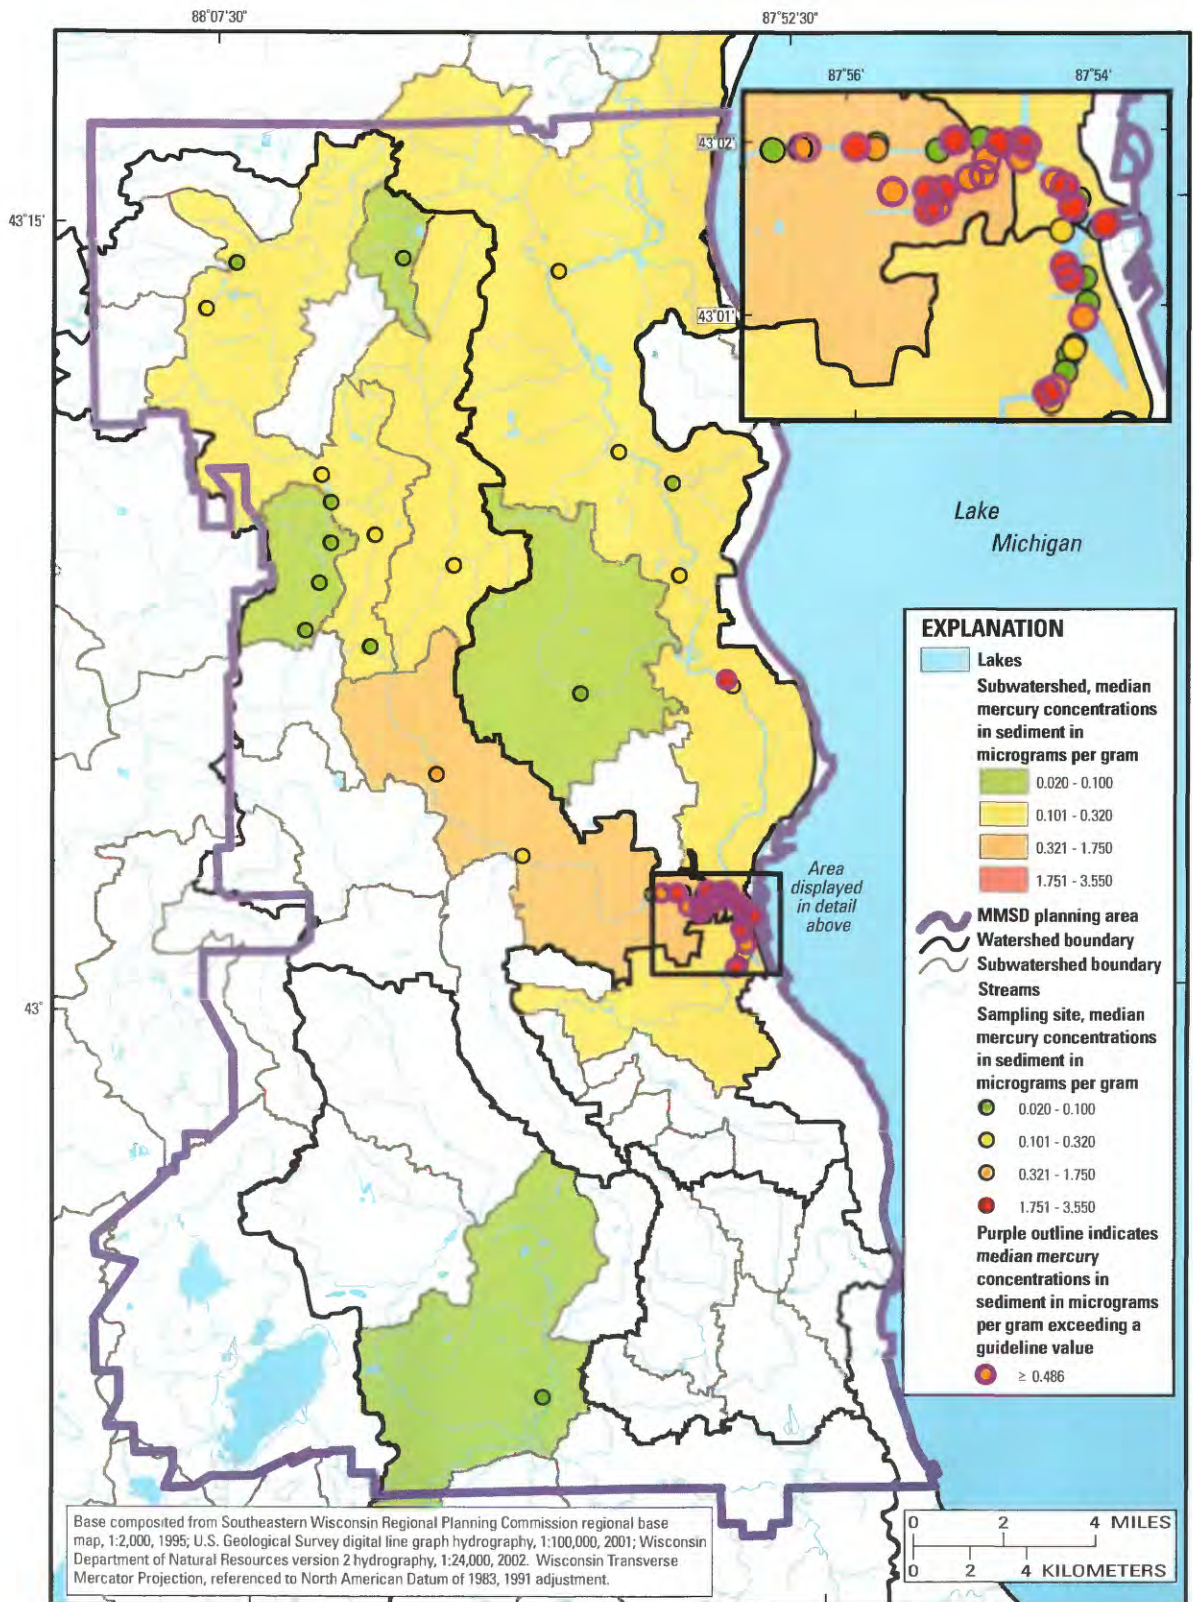 88°07'30"
87°52'30"
87°56'
87°54'
43°02'
43°15'
43°01'
Lake
Michigan
EXPLANATION
Lakes
Subwatershed, median
mercury concentrations
in sediment in
micrograms per gram
0.020 - 0.100
0.101 - 0.320
0.321 - 1.750
1.751 - 3.550
MMSD planning area
Watershed boundary
Subwatershed boundary
Streams
Sampling site, median
mercury concentrations
in sediment in
micrograms per gram
0.020 - 0.100
0.101 - 0.320
0.321 - 1.750
1.751 - 3.550
Purple outline indicates
median mercury
concentrations in
sediment in micrograms
per gram exceeding a
guideline value
≥ 0.486
Area
displayed
in detail
above
43°
Base composited from Southeastern Wisconsin Regional Planning Commission regional base
map, 1:2,000, 1995; U.S. Geological Survey digital line graph hydrography, 1:100,000, 2001; Wisconsin
Department of Natural Resources version 2 hydrography, 1:24,000, 2002. Wisconsin Transverse
Mercator Projection, referenced to North American Datum of 1983, 1991 adjustment.
0 2 4 MILES
0 2 4 KILOMETERS